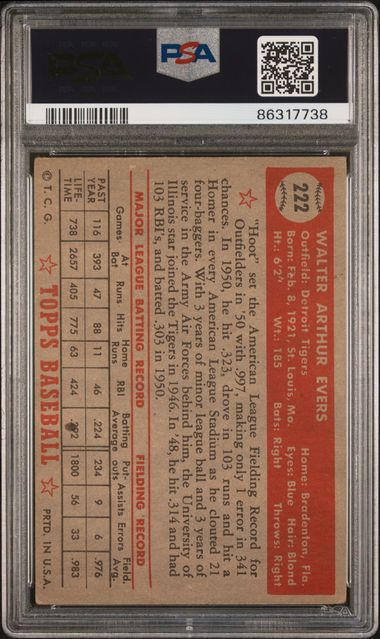 PSA
PSA
86317738
222
WALTER ARTHUR EVERS
Outfield: Detroit Tigers Home: Bradenton, Fla.
Born: Feb. 8, 1921, St. Louis, Mo. Eyes: Blue Hair: Blond
Ht.: 6'2" Wt.: 185 Bats: Right Throws: Right
"Hoot" set the American League Fielding Record for
Outfielders in '50 with .997, making only 1 error in 341
chances. In 1950, he hit .323, drove in 103 runs and hit a
Homer in every American League Stadium as he clouted 21
four-baggers. With 3 years of minor league ball and 3 years of
service in the Army Air Forces behind him, the University of
Illinois star joined the Tigers in 1946. In '48, he hit .314 and had
103 RBI's, and batted .303 in 1950.
MAJOR LEAGUE BATTING RECORD FIELDING RECORD
Games At Bat Runs Hits Home Runs RBI Batting Average Put-outs Assists Errors Field. Avg.
PAST YEAR 116 393 47 88 11 46 .224 234 9 6 .976
LIFE-TIME 738 2657 405 775 63 424 1800 56 33 .983
© T. C. G. TOPPS BASEBALL PRTD. IN U.S.A.